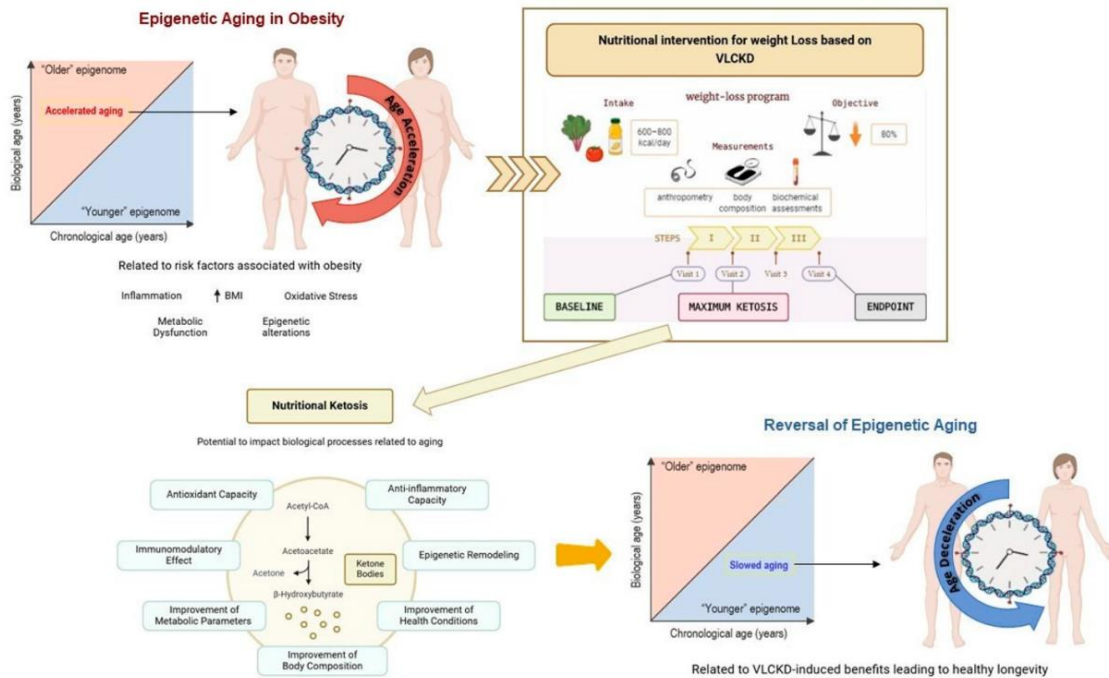 Epigenetic Aging in Obesity
Biological age (years)
“Older” epigenome
Accelerated aging
“Younger” epigenome
Chronological age (years)
Age Acceleration
Related to risk factors associated with obesity
Inflammation
BMI
Oxidative Stress
Metabolic
Dysfunction
Epigenetic
alterations
Nutritional intervention for weight Loss based on
VLCKD
weight-loss program
Intake
600-800
kcal/day
Objective
80%
Measurements
anthropometry
body
composition
biochemical
assessments
STEPS
I
II
III
Visit 1
Visit 2
Visit 3
Visit 4
BASELINE
MAXIMUM KETOSIS
ENDPOINT
Nutritional Ketosis
Potential to impact biological processes related to aging
Antioxidant Capacity
Anti-inflammatory
Capacity
Immunomodulatory
Effect
Epigenetic Remodeling
Improvement of
Metabolic Parameters
Improvement of
Health Conditions
Improvement of
Body Composition
Acetyl-CoA
Acetoacetate
Acetone
Ketone
Bodies
β-Hydroxybutyrate
Reversal of Epigenetic Aging
Biological age (years)
“Older” epigenome
Slowed aging
“Younger” epigenome
Chronological age (years)
Age Deceleration
Related to VLCKD-induced benefits leading to healthy longevity